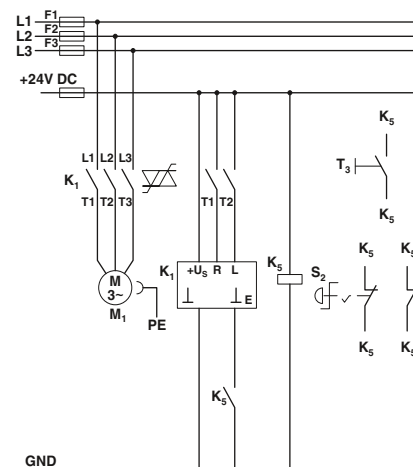 L1 F1
L2 F2
L3 F3
+24V DC
L1 L2 L3
K1
T1 T2 T3
T1 T2
K5
T3
K5
K1 +US R L
E
K5
S2
K5 K5
M
3~
M1
PE
K5 K5
K5
GND